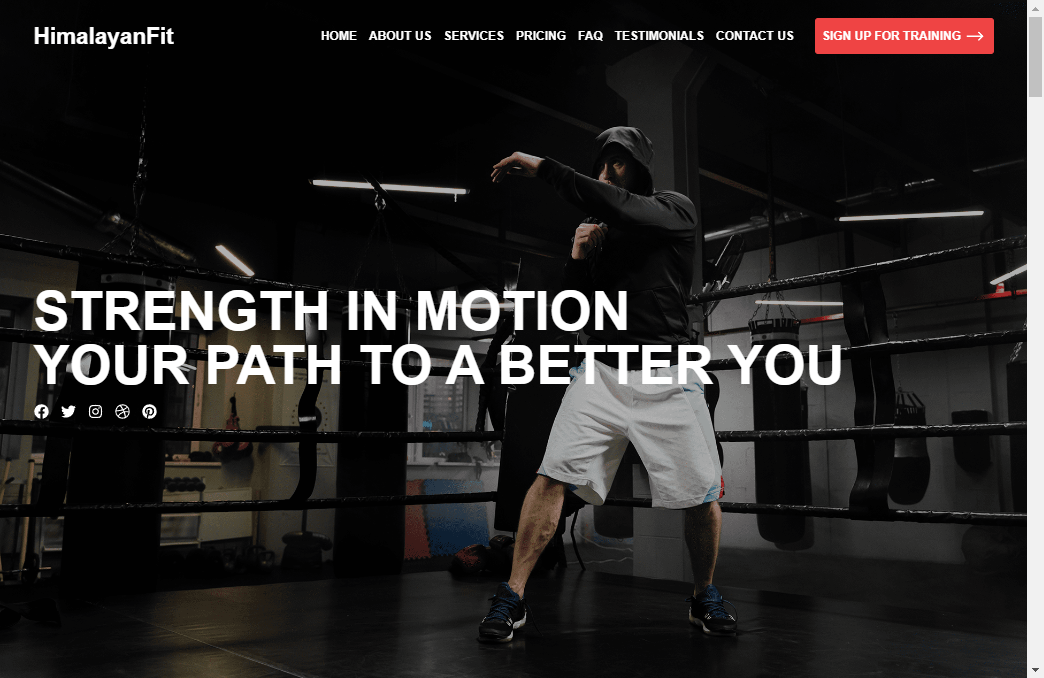 HimalayanFit
HOME ABOUT US SERVICES PRICING FAQ TESTIMONIALS CONTACT US SIGN UP FOR TRAINING
STRENGTH IN MOTION
YOUR PATH TO A BETTER YOU